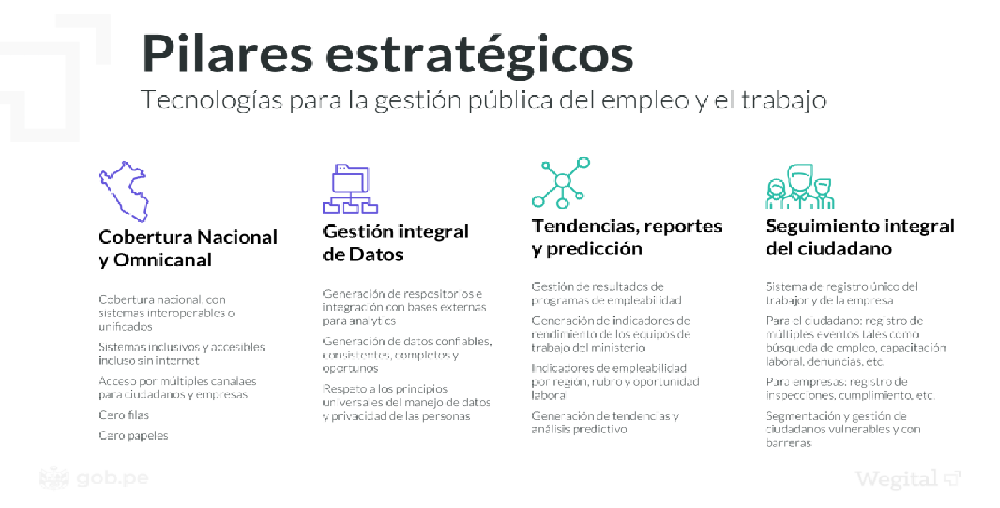 Pilares estratégicos
Tecnologías para la gestión pública del empleo y el trabajo
Cobertura Nacional
y Omnicanal
Cobertura nacional, con
sistemas interoperables o
unificados
Sistemas inclusivos y accesibles
incluso sin internet
Acceso por múltiples canalaes
para ciudadanos y empresas
Cero filas
Cero papeles
Gestión integral
de Datos
Generación de respositorios e
integración con bases externas
para analytics
Generación de datos confiables,
consistentes, completos y
oportunos
Respeto a los principios
universales del manejo de datos
y privacidad de las personas
Tendencias, reportes
y predicción
Gestión de resultados de
programas de empleabilidad
Generación de indicadores de
rendimiento de los equipos de
trabajo del ministerio
Indicadores de empleabilidad
por región, rubro y oportunidad
laboral
Generación de tendencias y
análisis predictivo
Seguimiento integral
del ciudadano
Sistema de registro único del
trabajor y de la empresa
Para el ciudadano: registro de
múltiples eventos tales como
búsqueda de empleo, capacitación
laboral, denuncias, etc.
Para empresas: registro de
inspecciones, cumplimiento, etc.
Segmentación y gestión de
ciudadanos vulnerables y con
barreras
gob.pe
Wegital